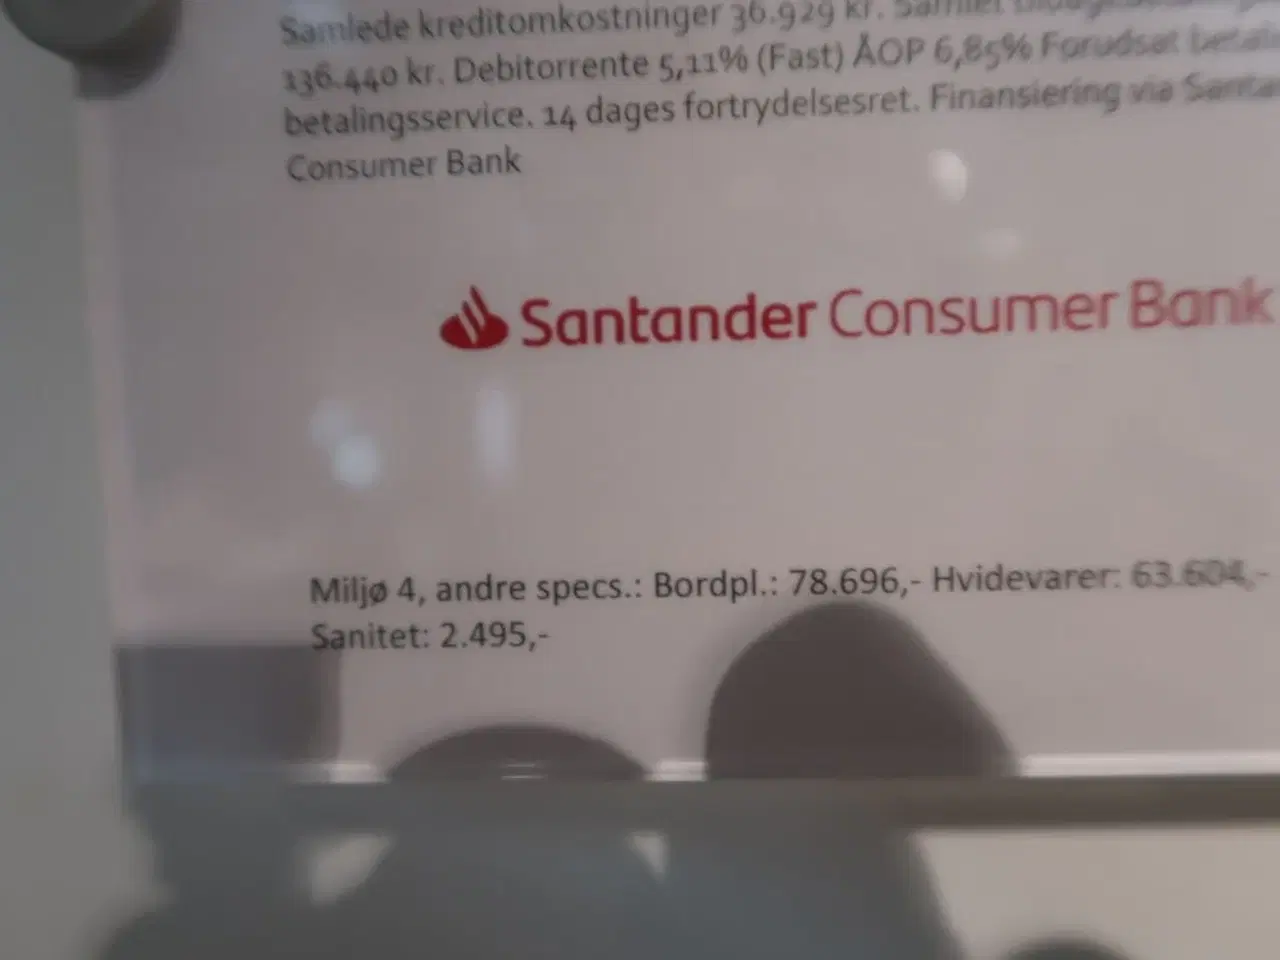 Samlede kreditomkostninger 36.929 kr. Samlet
136.440 kr. Debitorrente 5,11% (Fast) ÅOP 6,85% Forudsat
betalingsservice. 14 dages fortrydelsesret. Finansiering via
Consumer Bank
Santander Consumer Bank
Miljø 4, andre specs.: Bordpl.: 78.696,- Hvidevarer: 63.604,-
Sanitet: 2.495,-